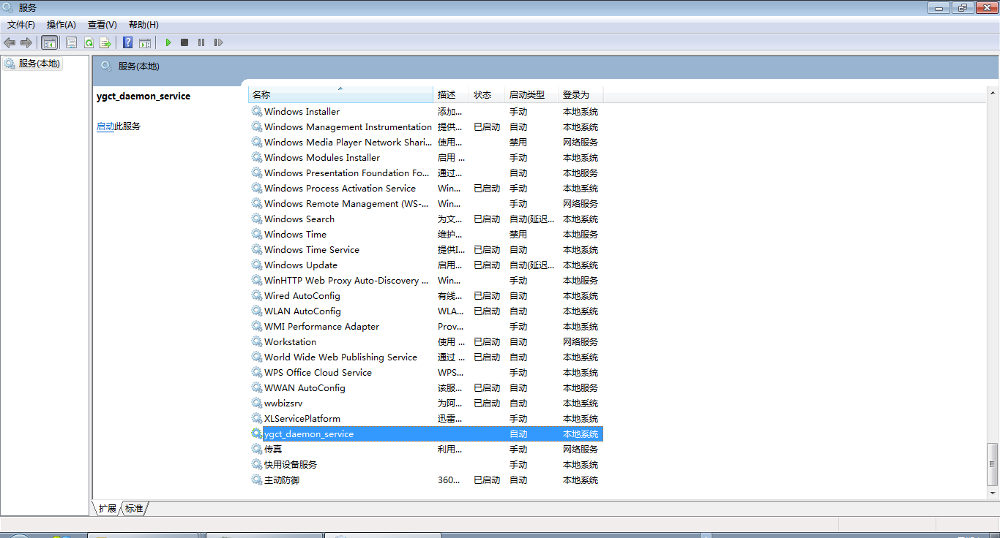 服务
文件(F) 操作(A) 查看(V) 帮助(H)
服务(本地)
服务(本地)
ygct_daemon_service
启动此服务
名称 描述 状态 启动类型 登录为
Windows Installer 添加... 手动 本地系统
Windows Management Instrumentation 提供... 已启动 自动 本地系统
Windows Media Player Network Shari... 使用... 禁用 网络服务
Windows Modules Installer 启用 ... 手动 本地系统
Windows Presentation Foundation Fo... 通过... 自动 本地服务
Windows Process Activation Service Win... 已启动 手动 本地系统
Windows Remote Management (WS-... Win... 手动 网络服务
Windows Search 为文... 已启动 自动(延迟... 本地系统
Windows Time 维护... 禁用 本地服务
Windows Time Service 提供I... 已启动 自动 本地系统
Windows Update 启用... 已启动 自动(延迟... 本地系统
WinHTTP Web Proxy Auto-Discovery ... Win... 手动 本地服务
Wired AutoConfig 有线... 已启动 自动 本地系统
WLAN AutoConfig WLA... 已启动 自动 本地系统
WMI Performance Adapter Prov... 手动 本地系统
Workstation 使用 ... 已启动 自动 网络服务
World Wide Web Publishing Service 通过 ... 已启动 自动 本地系统
WPS Office Cloud Service WPS... 手动 本地系统
WWAN AutoConfig 该服... 已启动 自动 本地服务
wwbizsrv 为阿... 已启动 自动 本地系统
XLServicePlatform 迅雷... 手动 本地系统
ygct_daemon_service 自动 本地系统
传真 利用... 手动 网络服务
快用设备服务 手动 本地系统
主动防御 360... 已启动 自动 本地系统
扩展 标准